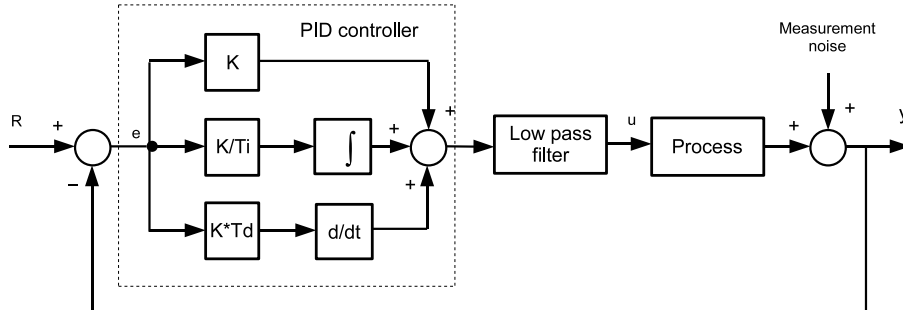 PID controller
Measurement
noise
K
R
+
e
+
+
y
K/Ti
∫
+
Low pass
filter
u
Process
+
−
+
K*Td
d/dt